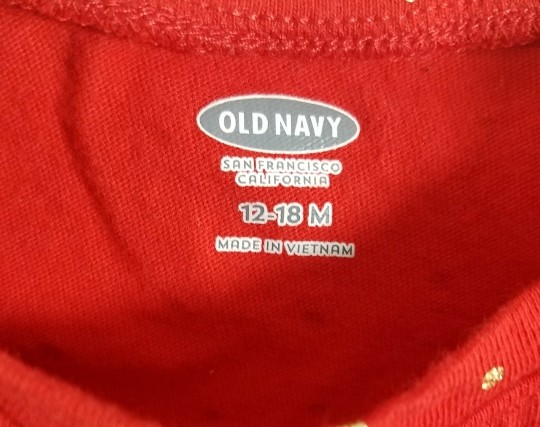 OLD NAVY
SAN FRANCISCO
CALIFORNIA
12-18 M
MADE IN VIETNAM